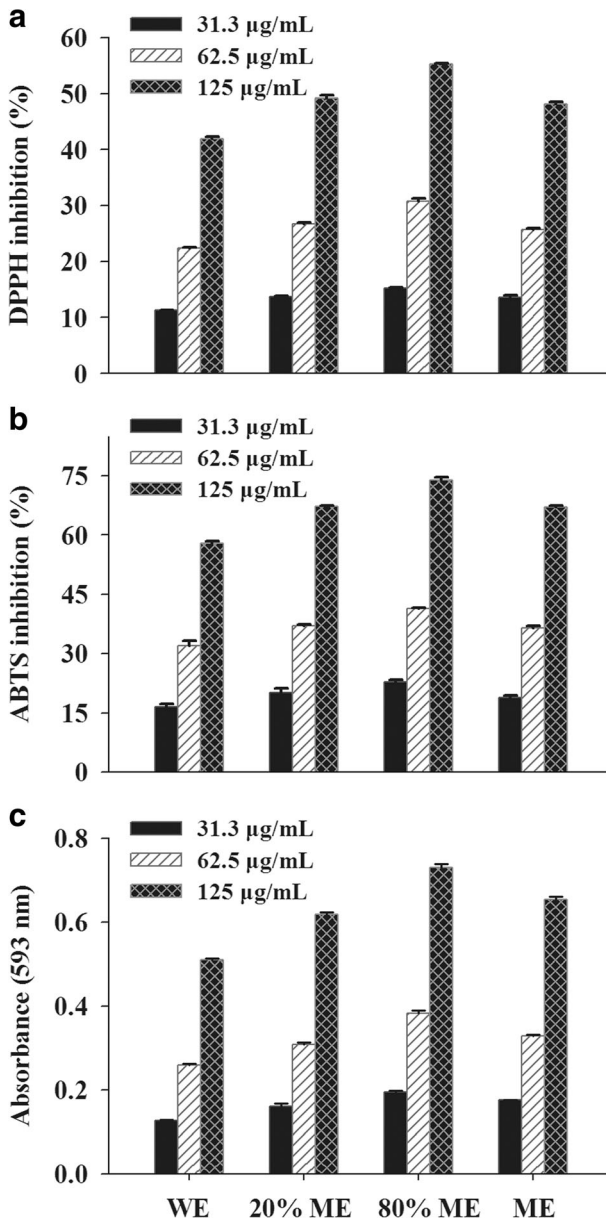 a
DPPH inhibition (%)
60
50
40
30
20
10
0
31.3 µg/mL
62.5 µg/mL
125 µg/mL
b
ABTS inhibition (%)
75
60
45
30
15
0
31.3 µg/mL
62.5 µg/mL
125 µg/mL
c
Absorbance (593 nm)
0.8
0.6
0.4
0.2
0.0
31.3 µg/mL
62.5 µg/mL
125 µg/mL
WE 20% ME 80% ME ME